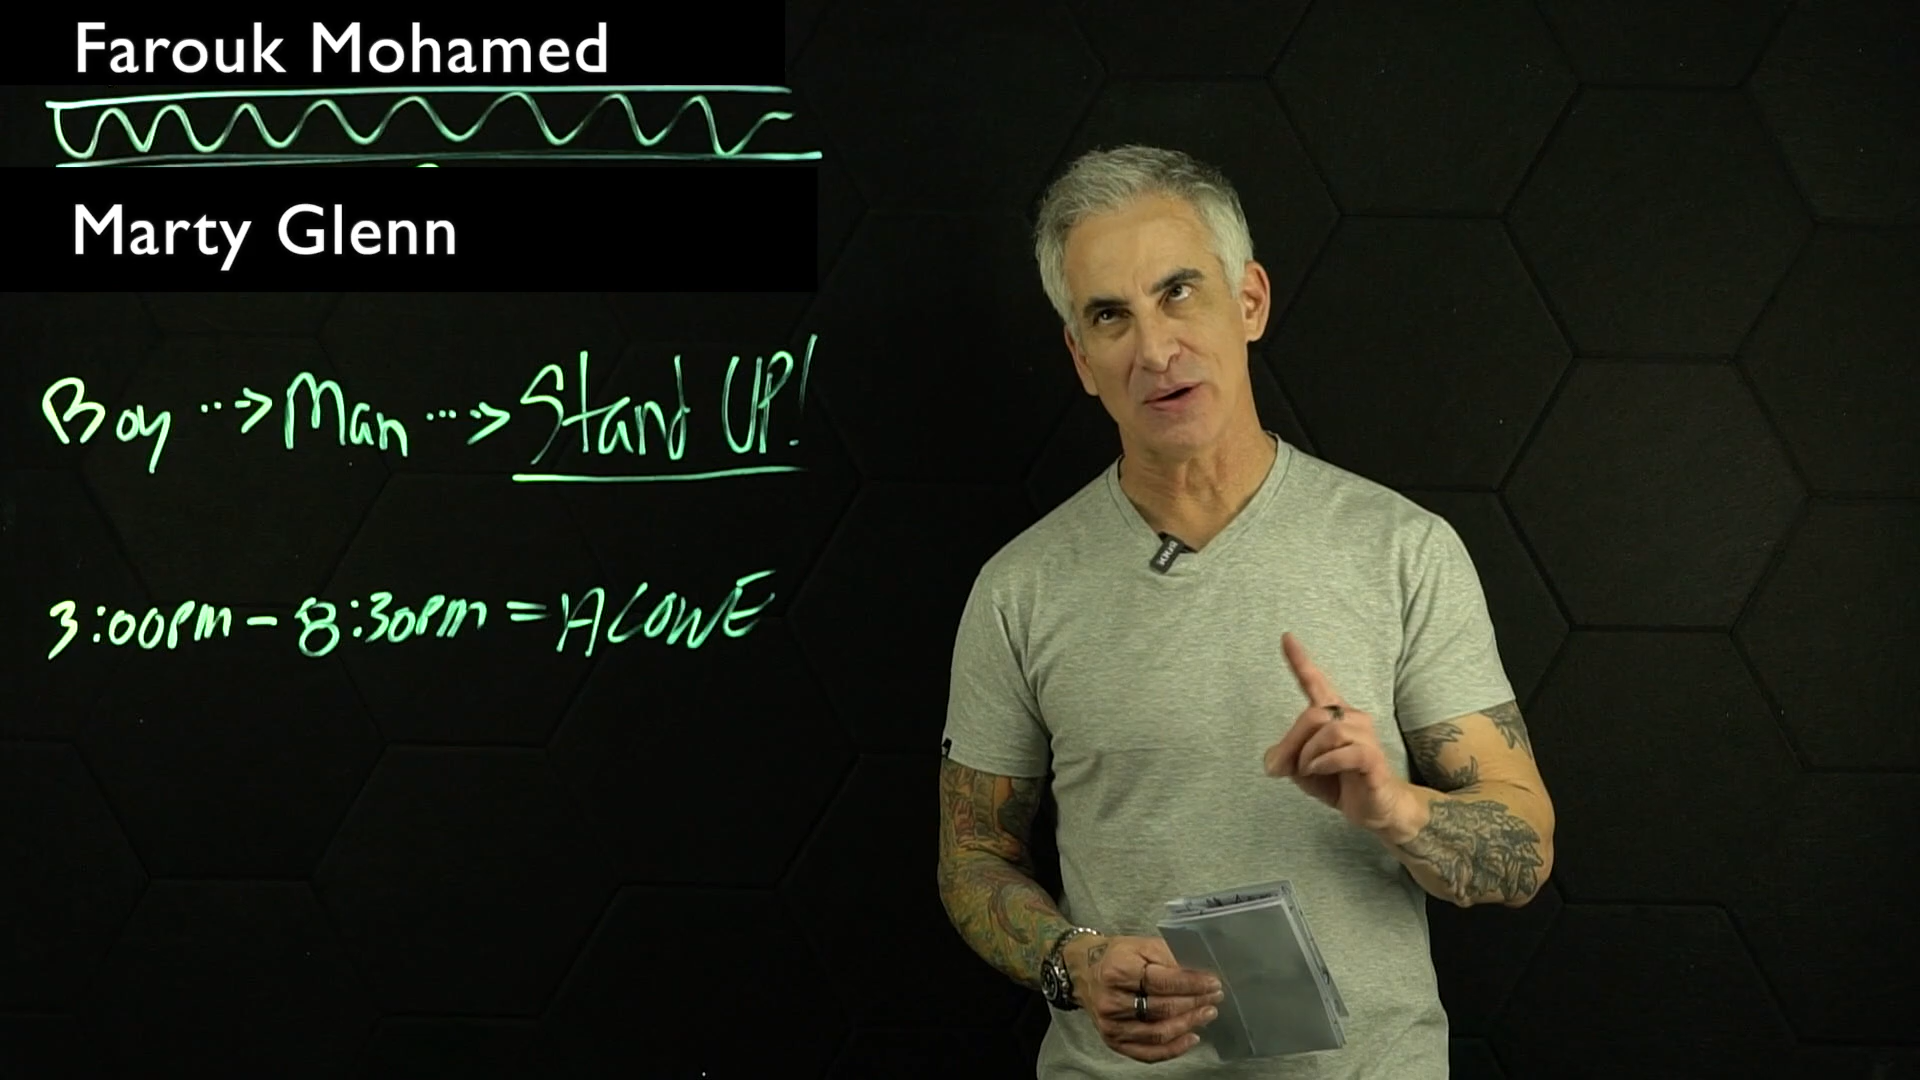 Farouk Mohamed
Marty Glenn
Boy ··> Man ···> Stand UP!
3:00PM - 8:30PM = ALONE